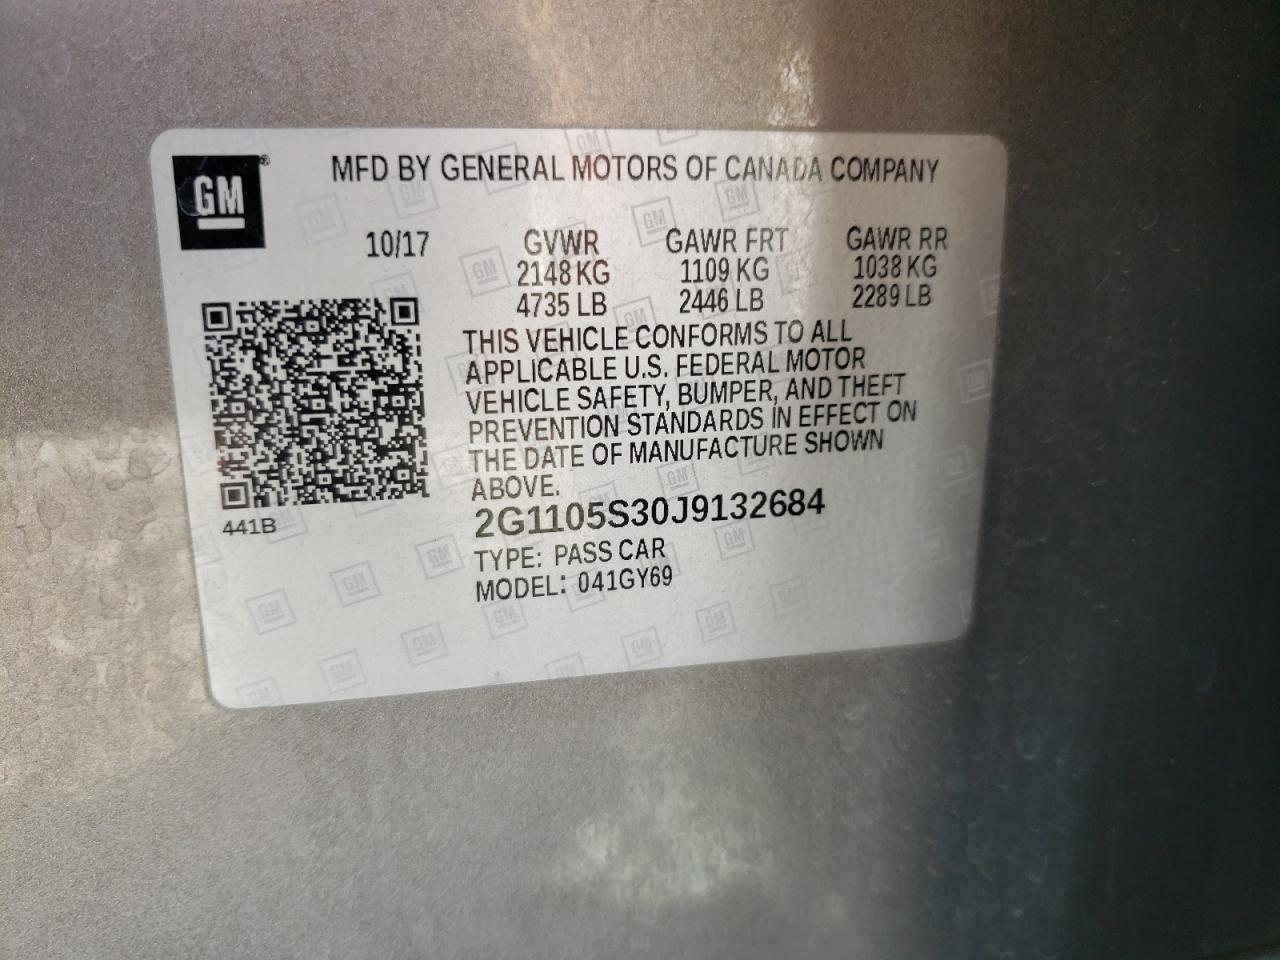 GM®
MFD BY GENERAL MOTORS OF CANADA COMPANY
10/17 GVWR GAWR FRT GAWR RR
2148 KG 1109 KG 1038 KG
4735 LB 2446 LB 2289 LB
THIS VEHICLE CONFORMS TO ALL
APPLICABLE U.S. FEDERAL MOTOR
VEHICLE SAFETY, BUMPER, AND THEFT
PREVENTION STANDARDS IN EFFECT ON
THE DATE OF MANUFACTURE SHOWN
ABOVE.
441B
2G1105S30J9132684
TYPE: PASS CAR
MODEL: 041GY69